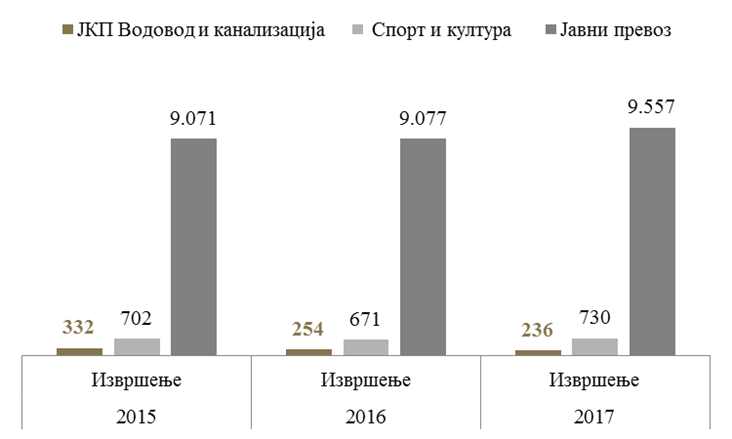 ЈКП Водовод и канализација Спорт и култура Јавни превоз
9.071 9.077 9.557
332 702 254 671 236 730
Извршење Извршење Извршење
2015 2016 2017